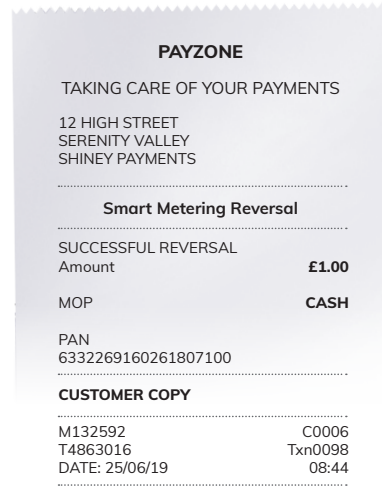 PAYZONE
TAKING CARE OF YOUR PAYMENTS
12 HIGH STREET
SERENITY VALLEY
SHINEY PAYMENTS
Smart Metering Reversal
SUCCESSFUL REVERSAL
Amount £1.00
MOP CASH
PAN
6332269160261807100
CUSTOMER COPY
M132592 C0006
T4863016 Txn0098
DATE: 25/06/19 08:44